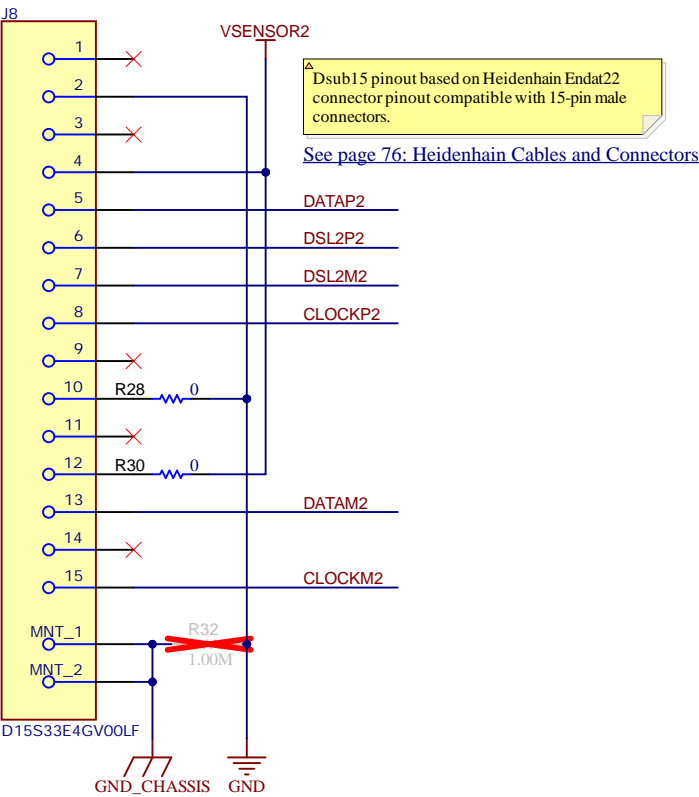 J8
VSENSOR2
1
Dsub15 pinout based on Heidenhain Endat22
connector pinout compatible with 15-pin male
connectors.
2
3
See page 76: Heidenhain Cables and Connectors
4
5
DATAP2
6
DSL2P2
7
DSL2M2
8
CLOCKP2
9
10
R28
0
11
12
R30
0
13
DATAM2
14
15
CLOCKM2
MNT_1
R32
1.00M
MNT_2
D15S33E4GV00LF
GND_CHASSIS
GND